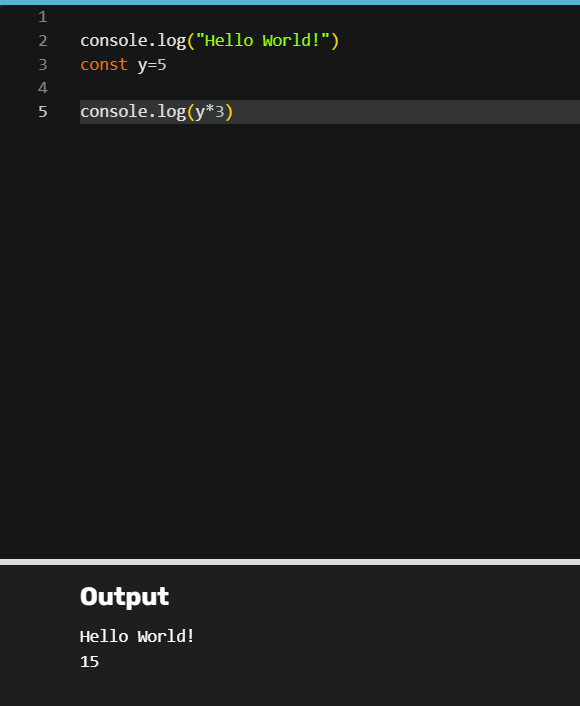 1
2 console.log("Hello World!")
3 const y=5
4
5 console.log(y*3)
Output
Hello World!
15